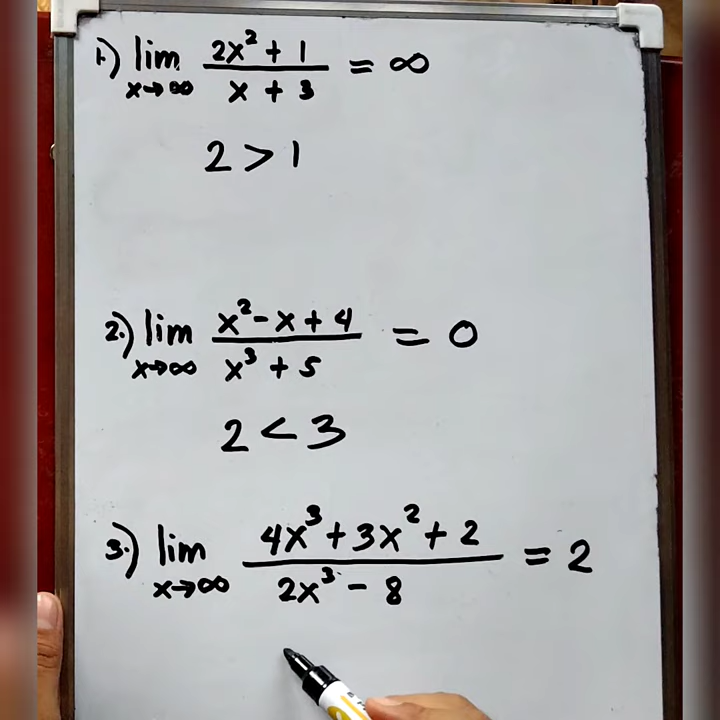 1.) lim x→∞ (2x² + 1)/(x + 3) = ∞
2 > 1
2.) lim x→∞ (x² - x + 4)/(x³ + 5) = 0
2 < 3
3.) lim x→∞ (4x³ + 3x² + 2)/(2x³ - 8) = 2